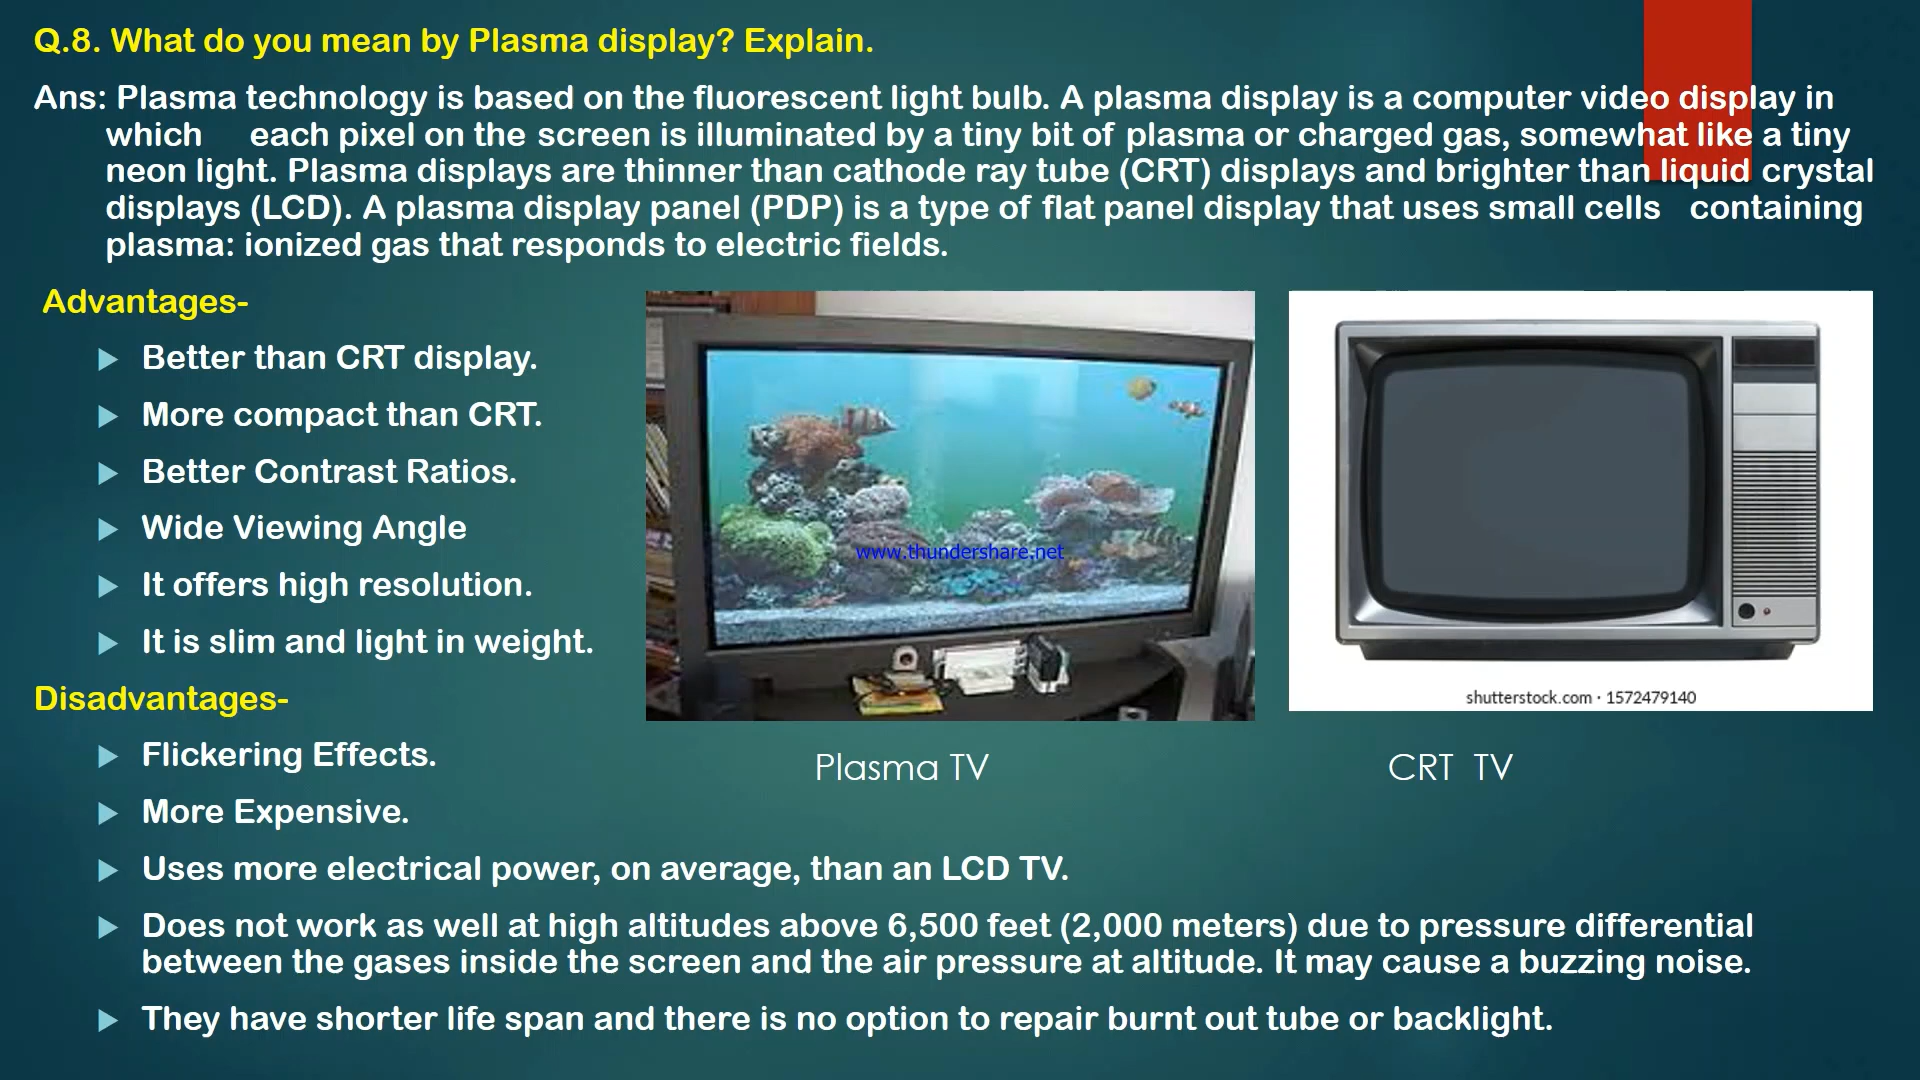 Q.8. What do you mean by Plasma display? Explain.
Ans: Plasma technology is based on the fluorescent light bulb. A plasma display is a computer video display in
which each pixel on the screen is illuminated by a tiny bit of plasma or charged gas, somewhat like a tiny
neon light. Plasma displays are thinner than cathode ray tube (CRT) displays and brighter than liquid crystal
displays (LCD). A plasma display panel (PDP) is a type of flat panel display that uses small cells containing
plasma: ionized gas that responds to electric fields.
Advantages-
Better than CRT display.
More compact than CRT.
Better Contrast Ratios.
Wide Viewing Angle
It offers high resolution.
It is slim and light in weight.
www.thundershare.net
shutterstock.com · 1572479140
Plasma TV
CRT TV
Disadvantages-
Flickering Effects.
More Expensive.
Uses more electrical power, on average, than an LCD TV.
Does not work as well at high altitudes above 6,500 feet (2,000 meters) due to pressure differential
between the gases inside the screen and the air pressure at altitude. It may cause a buzzing noise.
They have shorter life span and there is no option to repair burnt out tube or backlight.